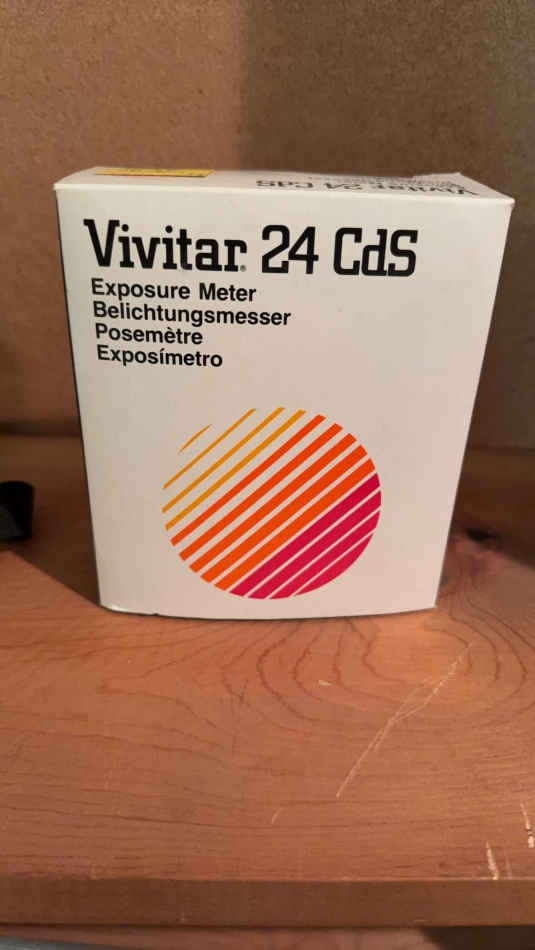 Vivitar 24 CdS
Vivitar® 24 CdS
Exposure Meter
Belichtungsmesser
Posemètre
Exposímetro